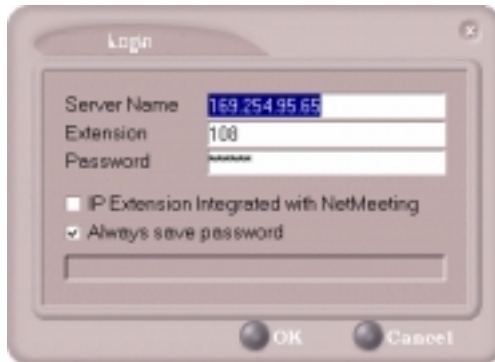 Login
Server Name 169.254.95.65
Extension 108
Password ******
IP Extension Integrated with NetMeeting
Always save password
OK Cancel